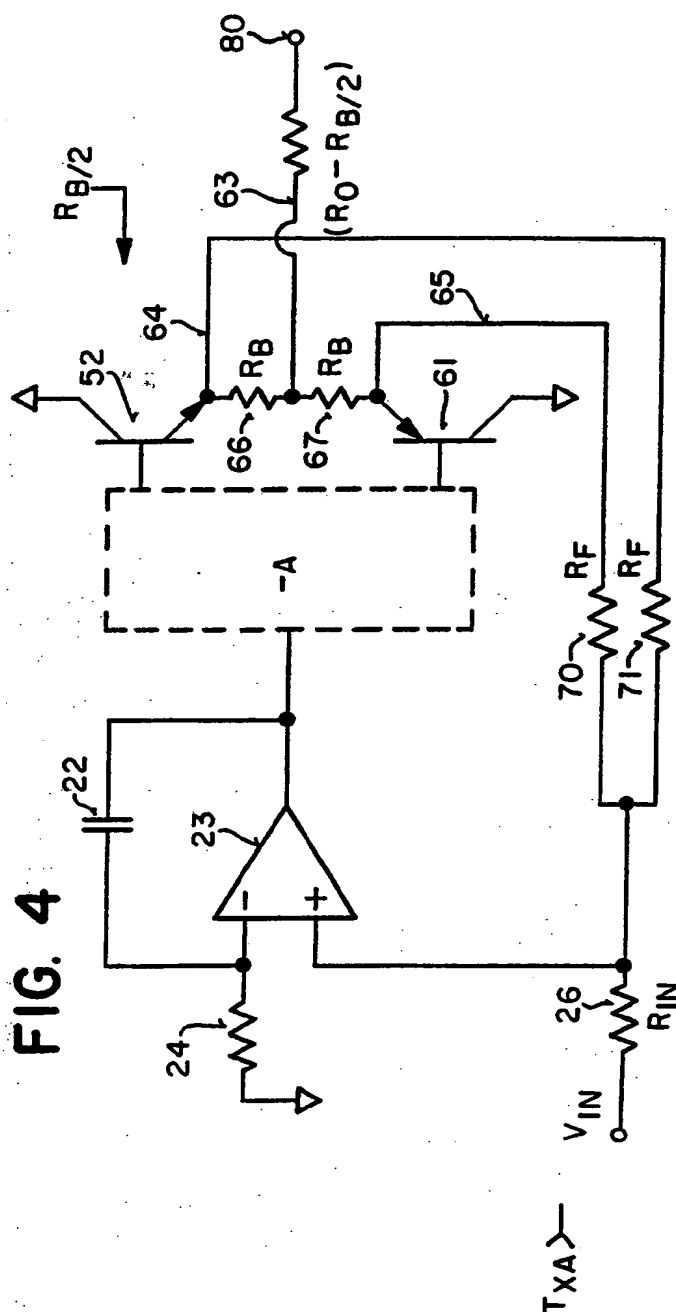 FIG. 4
22
23
24
-
+
26
R_IN
V_IN
T_XA
-A
52
64
R_B/2
66
R_B
67
R_B
61
65
63
(R_O - R_B/2)
80
70
R_F
71
R_F